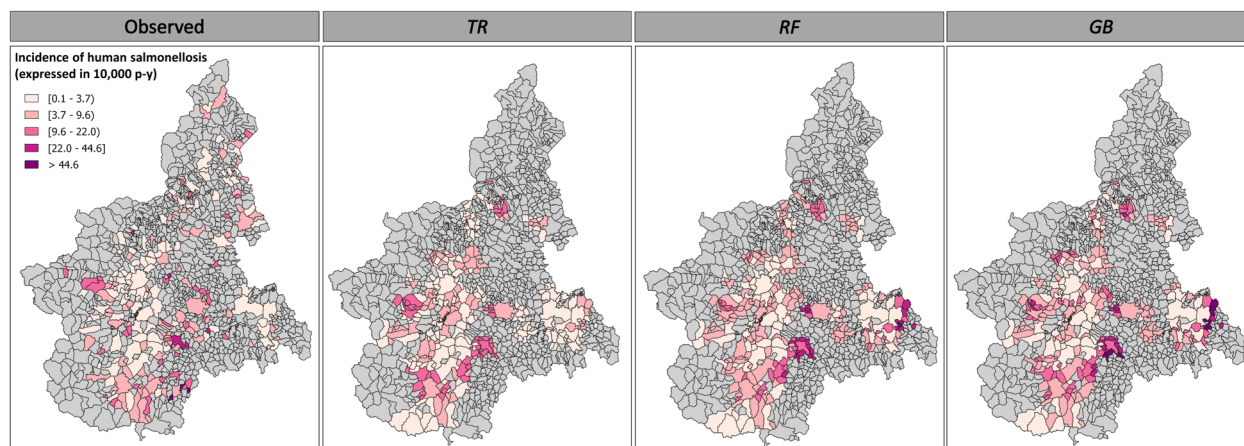 Observed
TR
RF
GB
Incidence of human salmonellosis
(expressed in 10,000 p-y)
[0.1 - 3.7)
[3.7 - 9.6)
[9.6 - 22.0)
[22.0 - 44.6]
> 44.6